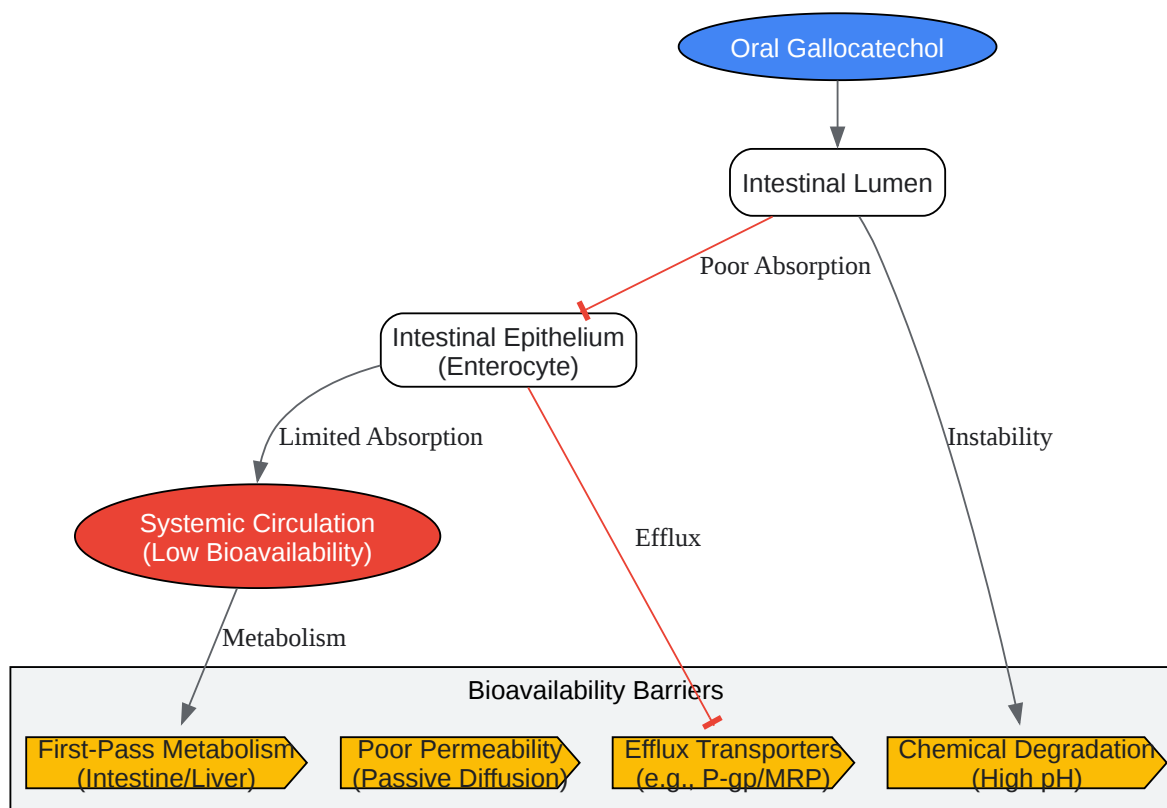 Oral Gallocatechol
Intestinal Lumen
Poor Absorption
Intestinal Epithelium
(Enterocyte)
Limited Absorption
Instability
Systemic Circulation
(Low Bioavailability)
Efflux
Metabolism
Bioavailability Barriers
First-Pass Metabolism
(Intestine/Liver)
Poor Permeability
(Passive Diffusion)
Efflux Transporters
(e.g., P-gp/MRP)
Chemical Degradation
(High pH)